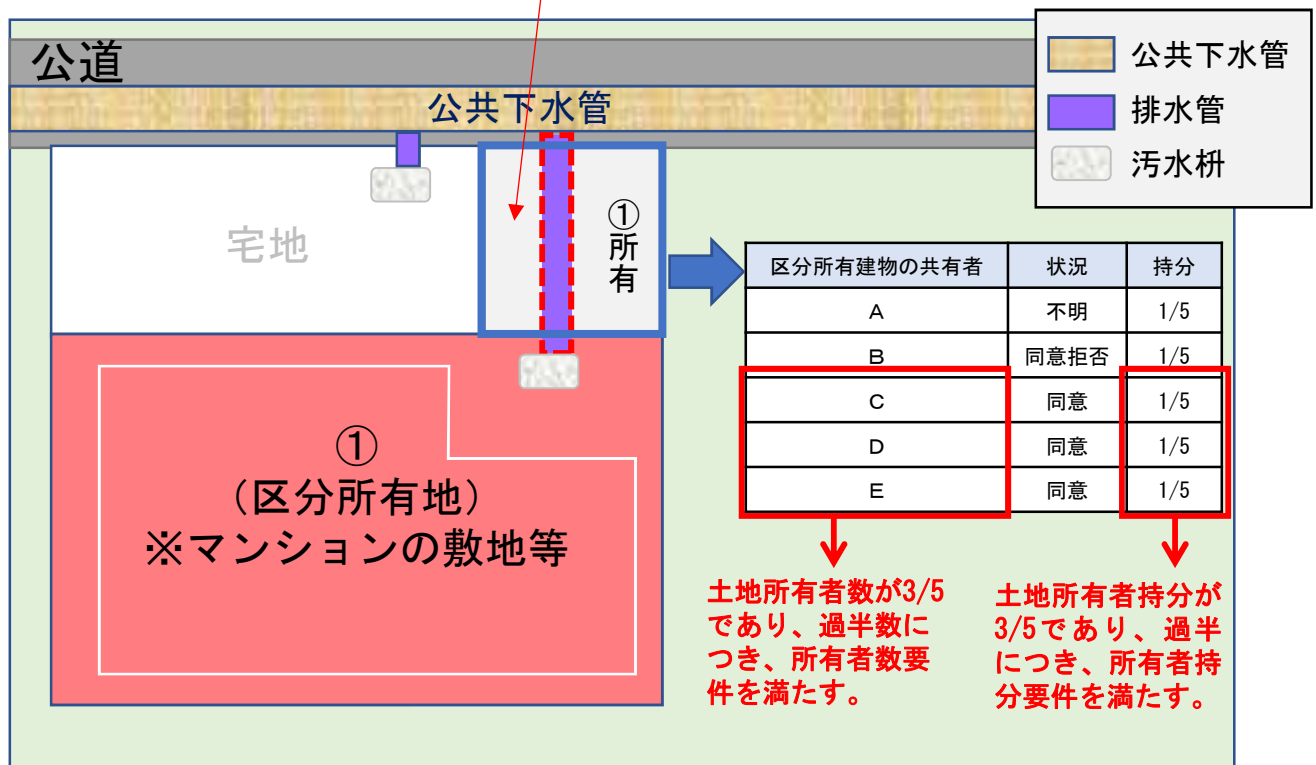 公道
公共下水管
公共下水管
排水管
汚水枡
宅地
①所有
①
(区分所有地)
※マンションの敷地等
区分所有建物の共有者 状況 持分
A 不明 1/5
B 同意拒否 1/5
C 同意 1/5
D 同意 1/5
E 同意 1/5
土地所有者数が3/5
であり、過半数に
つき、所有者数要
件を満たす。
土地所有者持分が
3/5であり、過半
につき、所有者持
分要件を満たす。